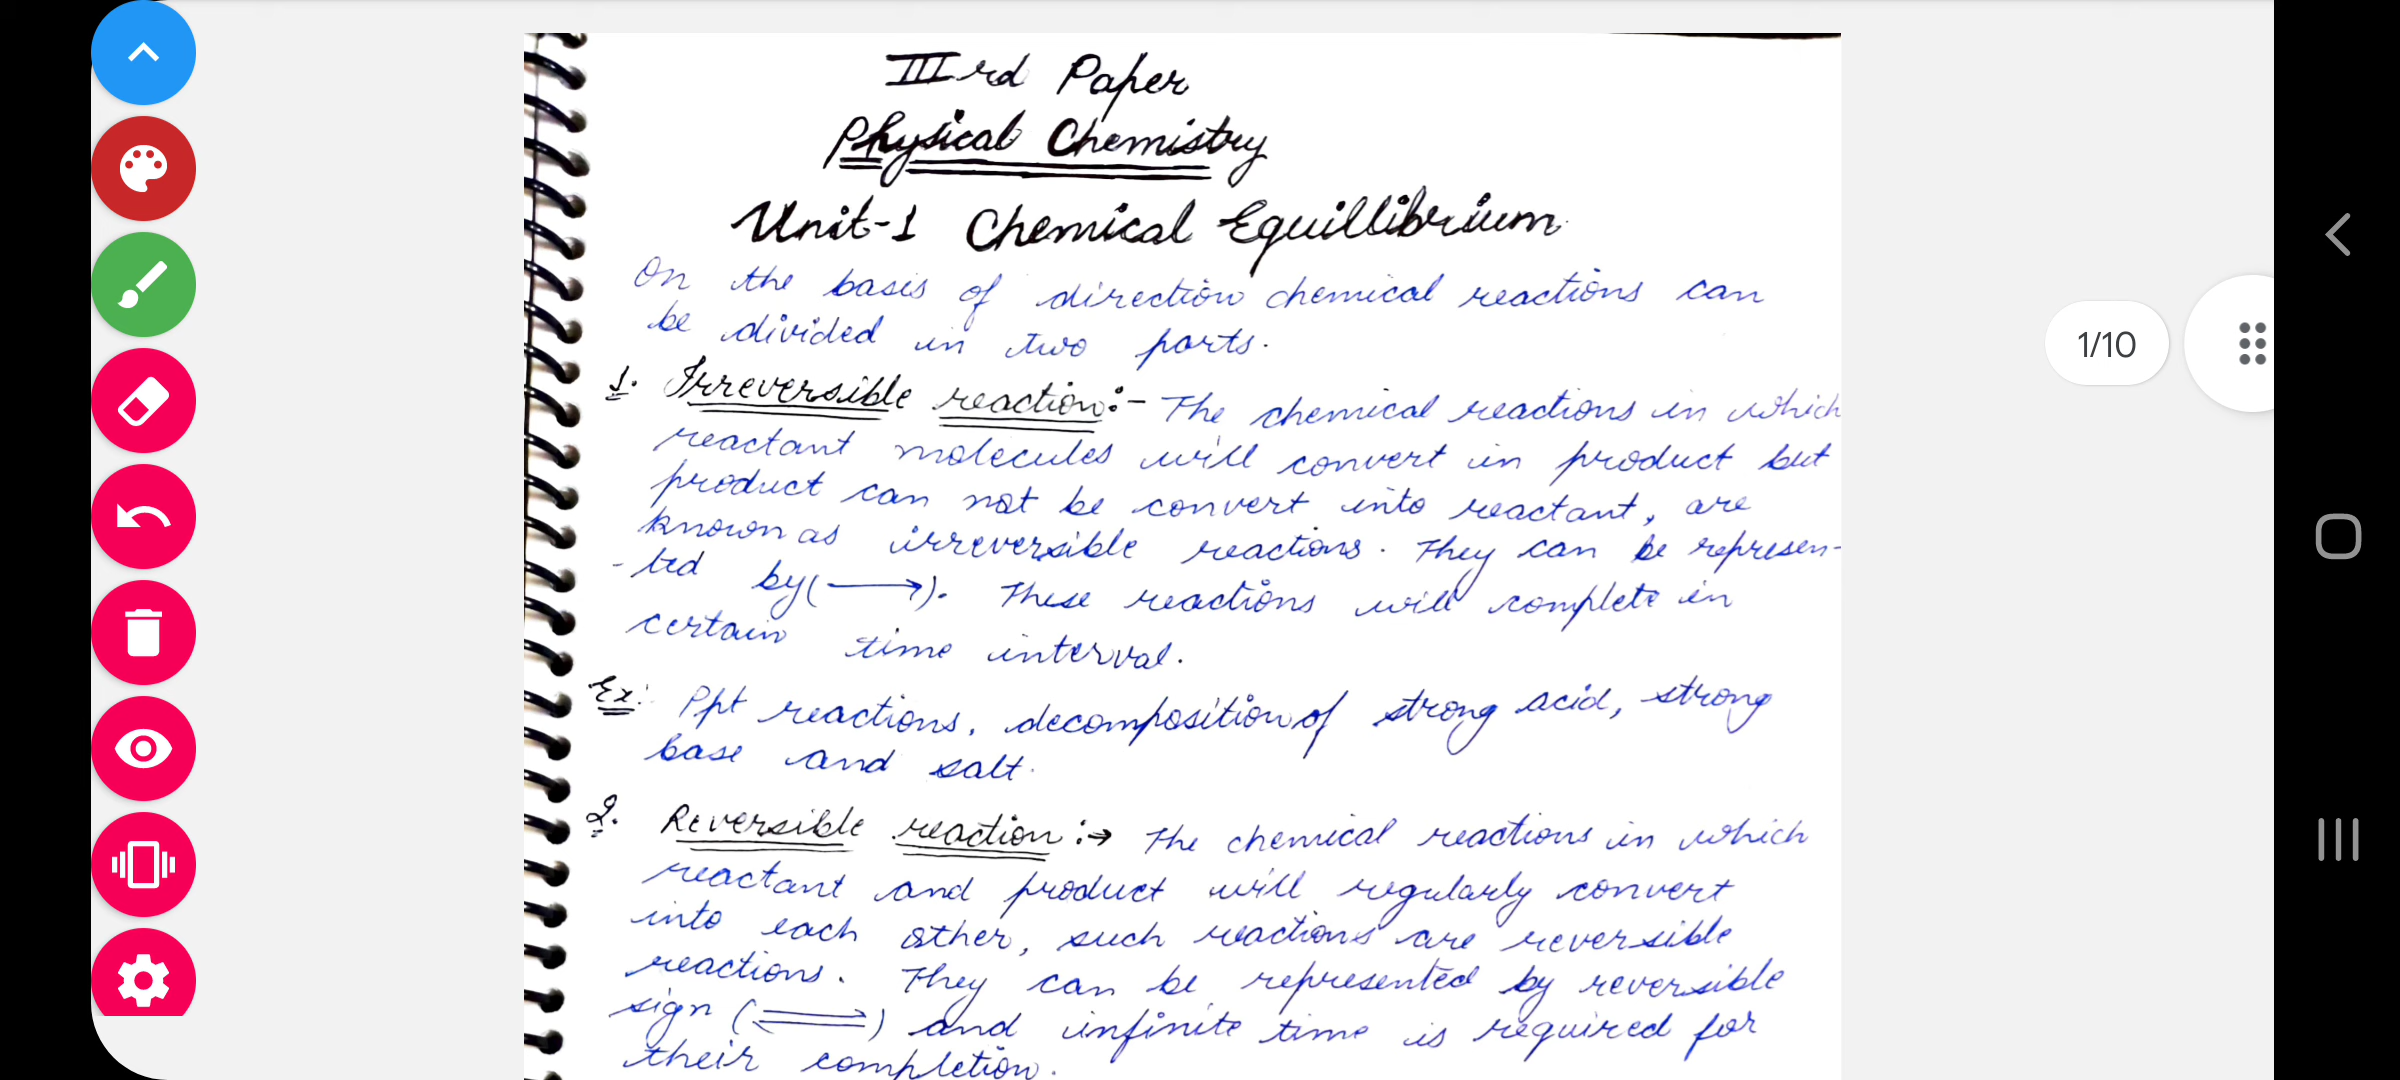 IIIrd Paper
Physical Chemistry
Unit-1 Chemical Equillibrium
On the basis of direction chemical reactions can
be divided in two parts.
1. Irreversible reaction:- The chemical reactions in which
reactant molecules will convert in product but
product can not be convert into reactant, are
known as irreversible reactions. They can be represen-
-ted by (⟶). These reactions will complete in
certain time interval.
Ex: Ppt reactions, decomposition of strong acid, strong
base and salt.
2. Reversible reaction :→ The chemical reactions in which
reactant and product will regularly convert
into each other, such reactions are reversible
reactions. They can be represented by reversible
sign (⇌) and infinite time is required for
their completion.
1/10